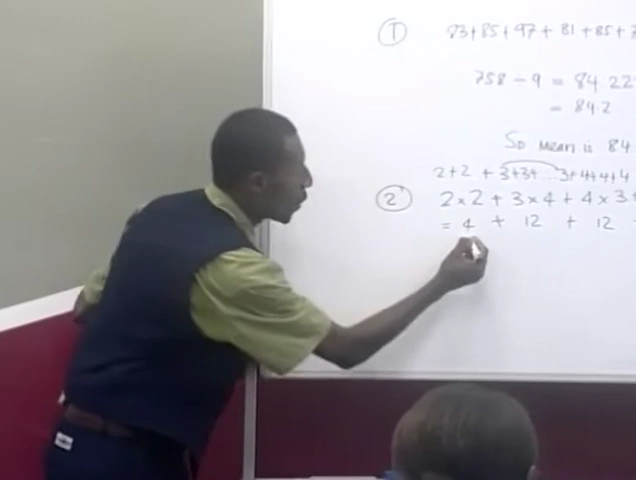 ① 83+85+97+81+85+7
758 ÷ 9 = 84.22
= 84.2
So Mean is 84.
2+2 + 3+3+...3+4+4+4
② 2×2 + 3×4 + 4×3+
= 4 + 12 + 12